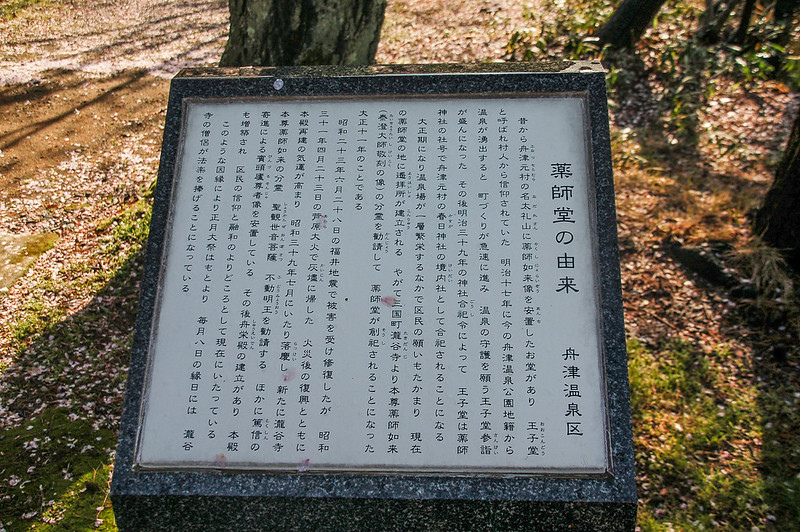 薬師堂の由来
舟津温泉区
昔から舟津元村の名太礼山に薬師如来像を安置したお堂があり　王子堂
と呼ばれ村人から信仰されていた　明治十七年に今の舟津温泉公園地籍から
温泉が湧出すると　町づくりが急速に進み　温泉の守護を願う王子堂参詣
が盛んになった　その後明治三十九年の神社合祀令によって　王子堂は薬師
神社の社号で舟津元村の春日神社の境内社として合祀されることになる
大正期になり温泉場が一層繁栄するなかで区民の願いもたかまり　現在
の薬師堂の地に遥拝所が建立される　やがて三国町瀧谷寺より本尊薬師如来
（泰澄大師敬刻の像）の分霊を勧請して　薬師堂が創祀されることになった
大正十一年のことである
昭和二十三年六月二十八日の福井地震で被害を受け修復したが　昭和
三十一年四月二十三日の芦原大火で灰燼に帰した　火災後の復興とともに
本殿再建の気運が高まり　昭和三十九年七月にいたり落慶し　新たに瀧谷寺
本尊薬師如来の分霊　聖観世音菩薩　不動明王を勧請する　ほかに篤信の
寄進による賓頭盧尊者像を安置している　その後舟栄殿の建立があり　本殿
も増築され　区民の信仰と融和のよりどころとして現在にいたっている
このような因縁により正月大祭はもとより　毎月八日の縁日には　瀧谷
寺の僧侶が法楽を捧げることになっている